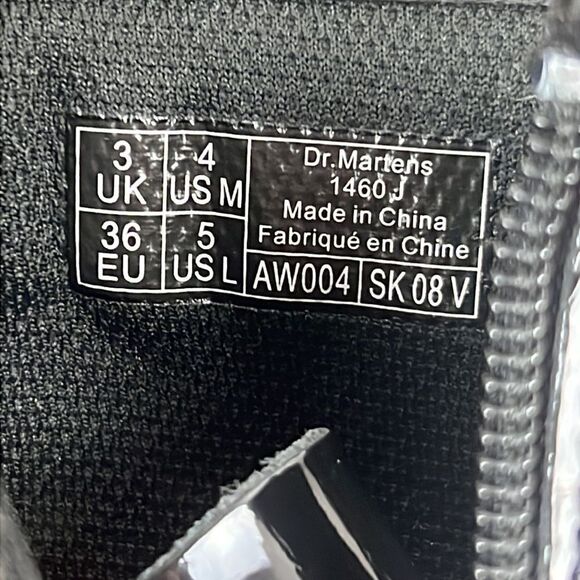 3
UK
4
US M
36
EU
5
US L
Dr.Martens
1460 J
Made in China
Fabriqué en Chine
AW004
SK 08 V